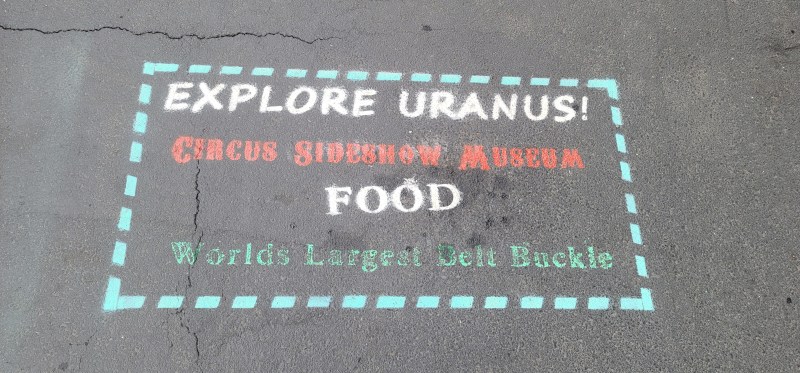 EXPLORE URANUS!
CIRCUS SIDESHOW MUSEUM
FOOD
Worlds Largest Belt Buckle